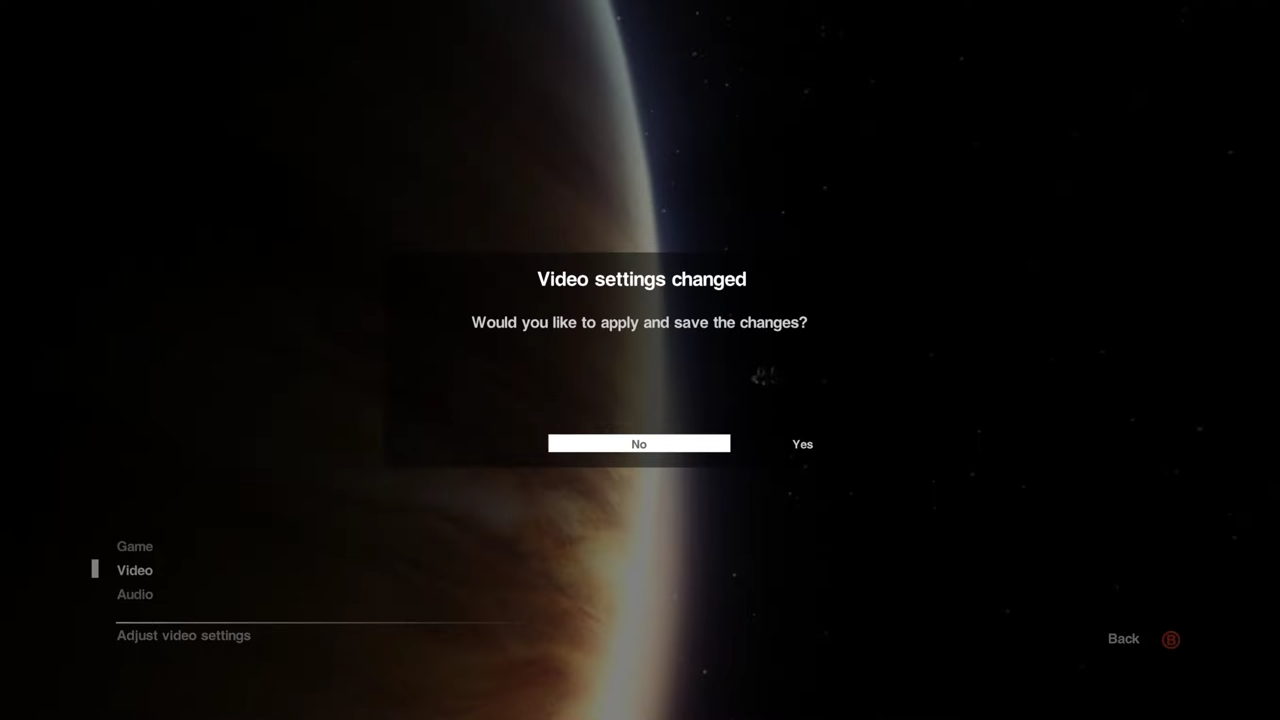 Video settings changed
Would you like to apply and save the changes?
No
Yes
Game
Video
Audio
Adjust video settings
Back
B